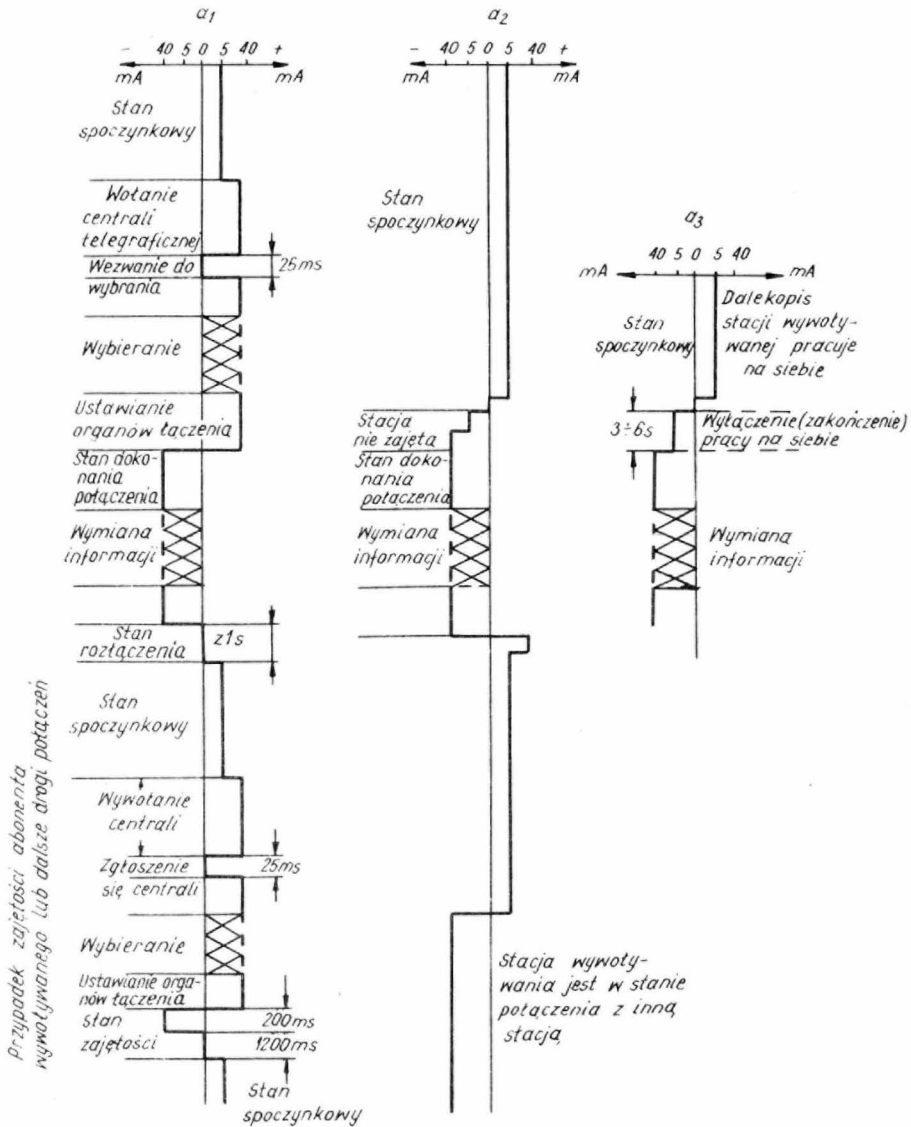 a1
− 40 5 0 5 40 +
mA mA
Stan
spoczynkowy
Wołanie
centrali
telegraficznej
Wezwanie do
wybrania
25ms
Wybieranie
Ustawianie
organów łączenia
Stan doko-
nania
połączenia
Wymiana
informacji
Stan
rozłączenia
z1s
Stan
spoczynkowy
Wywołanie
centrali
Zgłoszenie
się centrali
25ms
Wybieranie
Ustawianie orga-
nów łączenia
Stan
zajętości
200ms
1200ms
Stan
spoczynkowy
Przypadek zajętości abonenta
wywoływanego lub dalsze drogi połączeń
a2
− 40 5 0 5 40 +
mA mA
Stan
spoczynkowy
Stacja
nie zajęta
Stan doko-
nania
połączenia
Wymiana
informacji
Stacja wywoły-
wania jest w stanie
połączenia z inną
stacją
a3
40 5 0 5 40
mA mA
Stan
spoczynkowy
Dalekopis
stacji wywoły-
wanej pracuje
na siebie
3÷6s
Wyłączenie (zakończenie)
pracy na siebie
Wymiana
informacji